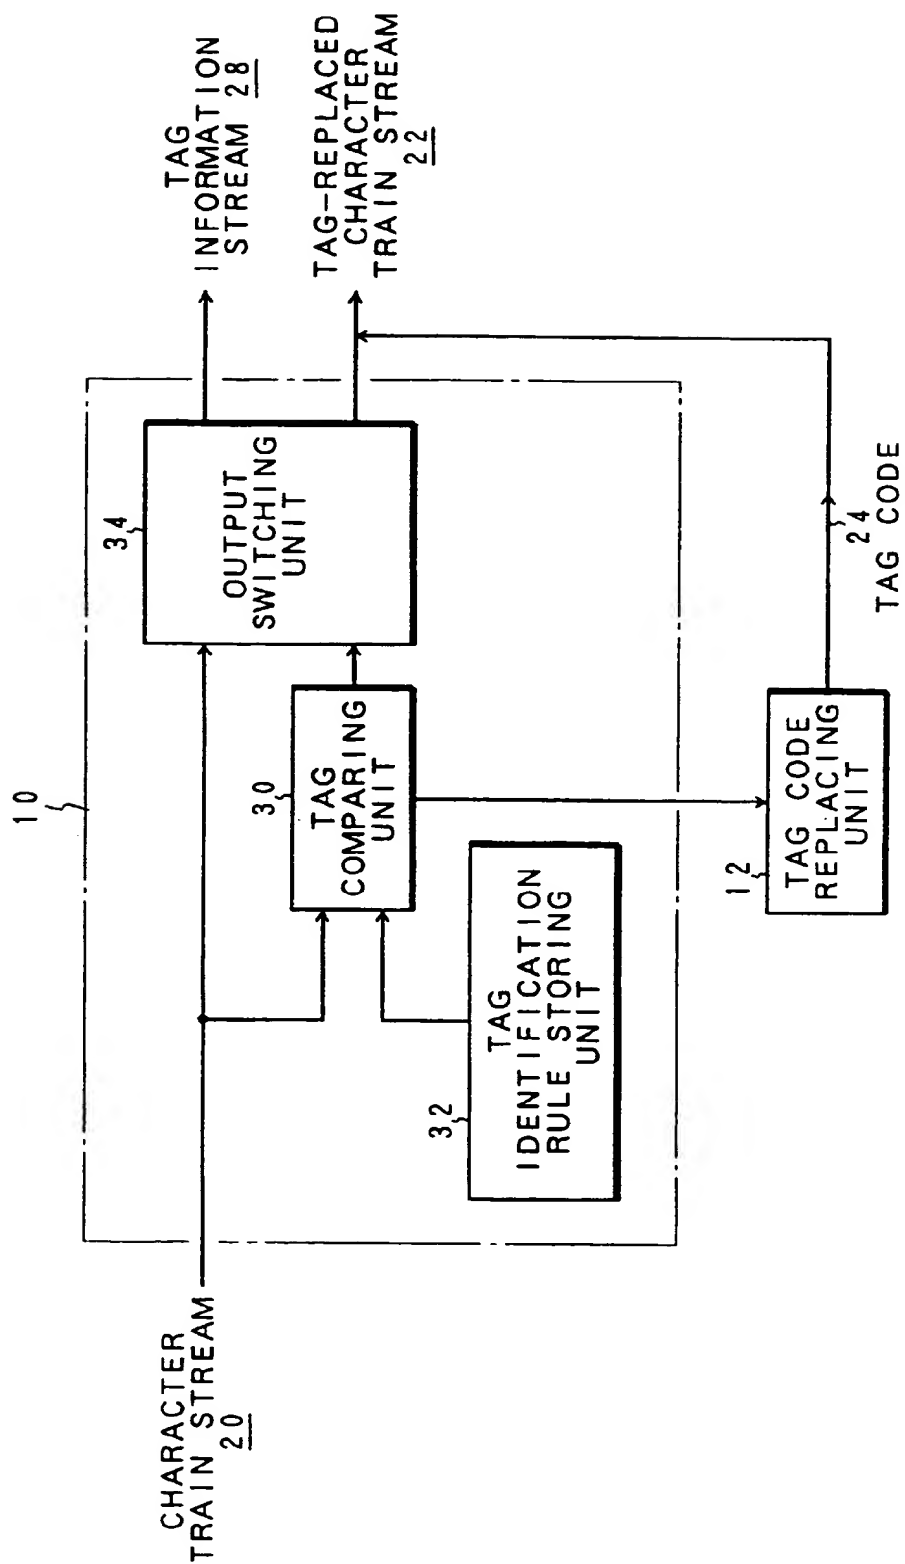 CHARACTER
TRAIN STREAM
20
10
34
OUTPUT
SWITCHING
UNIT
30
TAG
COMPARING
UNIT
32
TAG
IDENTIFICATION
RULE STORING
UNIT
12
TAG CODE
REPLACING
UNIT
24
TAG CODE
TAG
INFORMATION
STREAM 28
TAG-REPLACED
CHARACTER
TRAIN STREAM
22